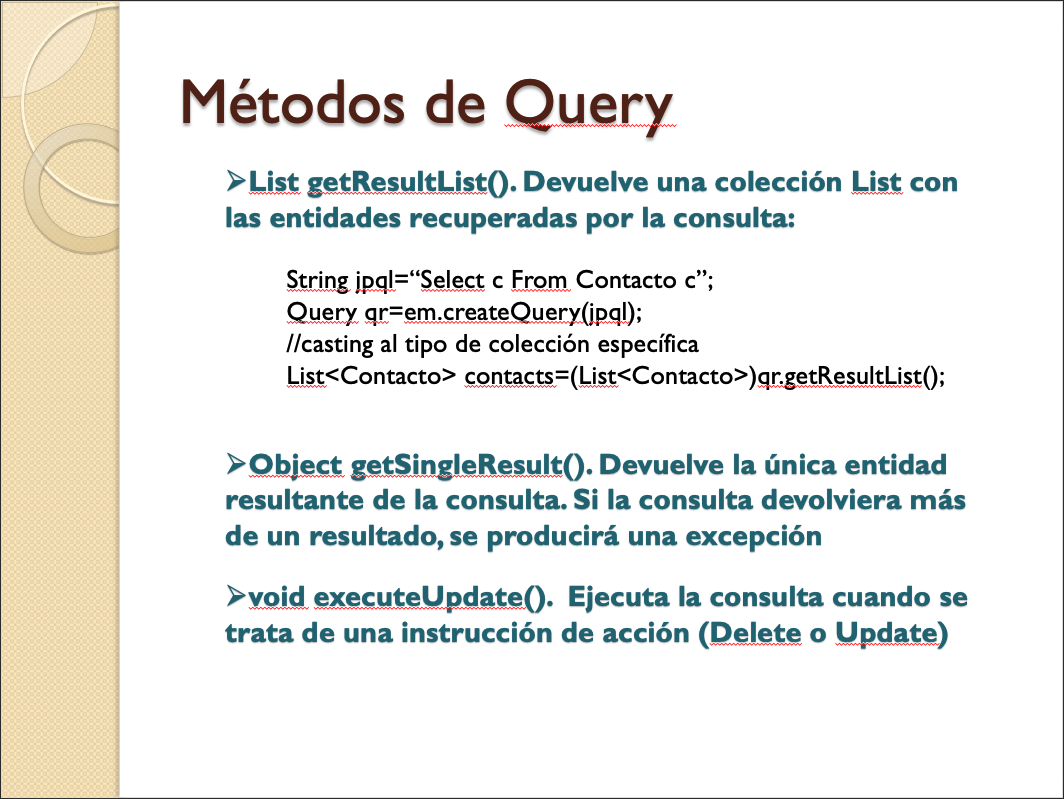 Métodos de Query
➢List getResultList(). Devuelve una colección List con
las entidades recuperadas por la consulta:
String jpql=“Select c From Contacto c”;
Query qr=em.createQuery(jpql);
//casting al tipo de colección específica
List<Contacto> contacts=(List<Contacto>)qr.getResultList();
➢Object getSingleResult(). Devuelve la única entidad
resultante de la consulta. Si la consulta devolviera más
de un resultado, se producirá una excepción
➢void executeUpdate().  Ejecuta la consulta cuando se
trata de una instrucción de acción (Delete o Update)